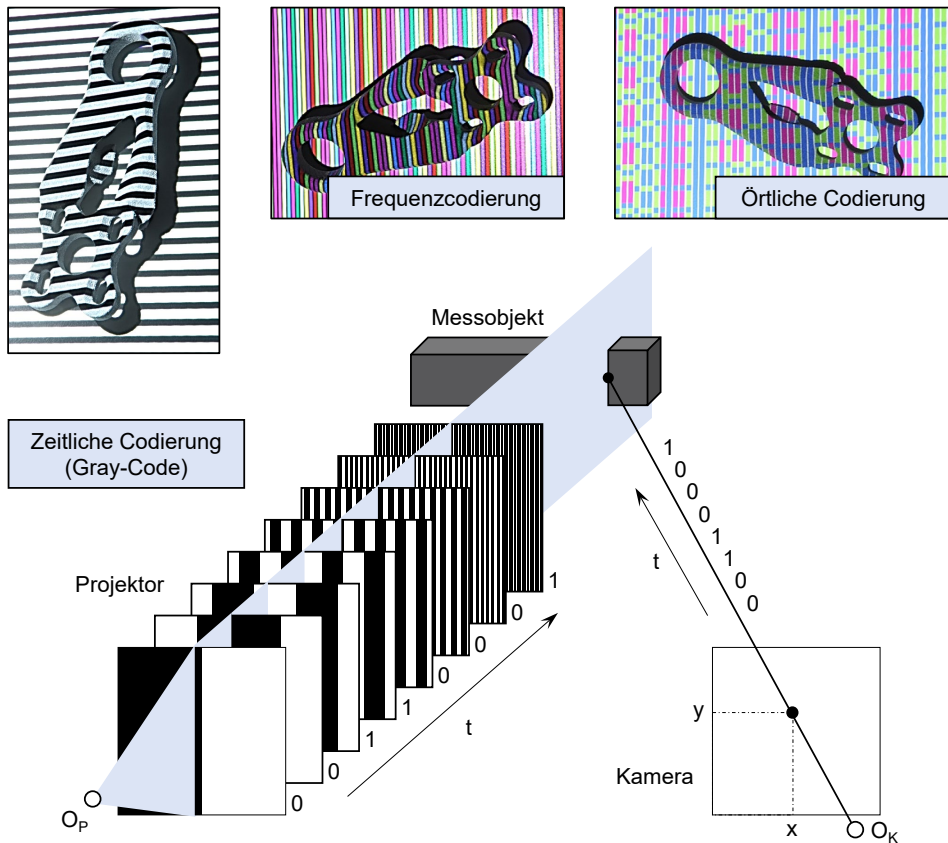 Frequenzcodierung
Örtliche Codierung
Messobjekt
Zeitliche Codierung
(Gray-Code)
1
0
0
0
1
1
0
0
t
Projektor
1
0
0
0
1
1
0
0
t
O_P
y
Kamera
x
O_K